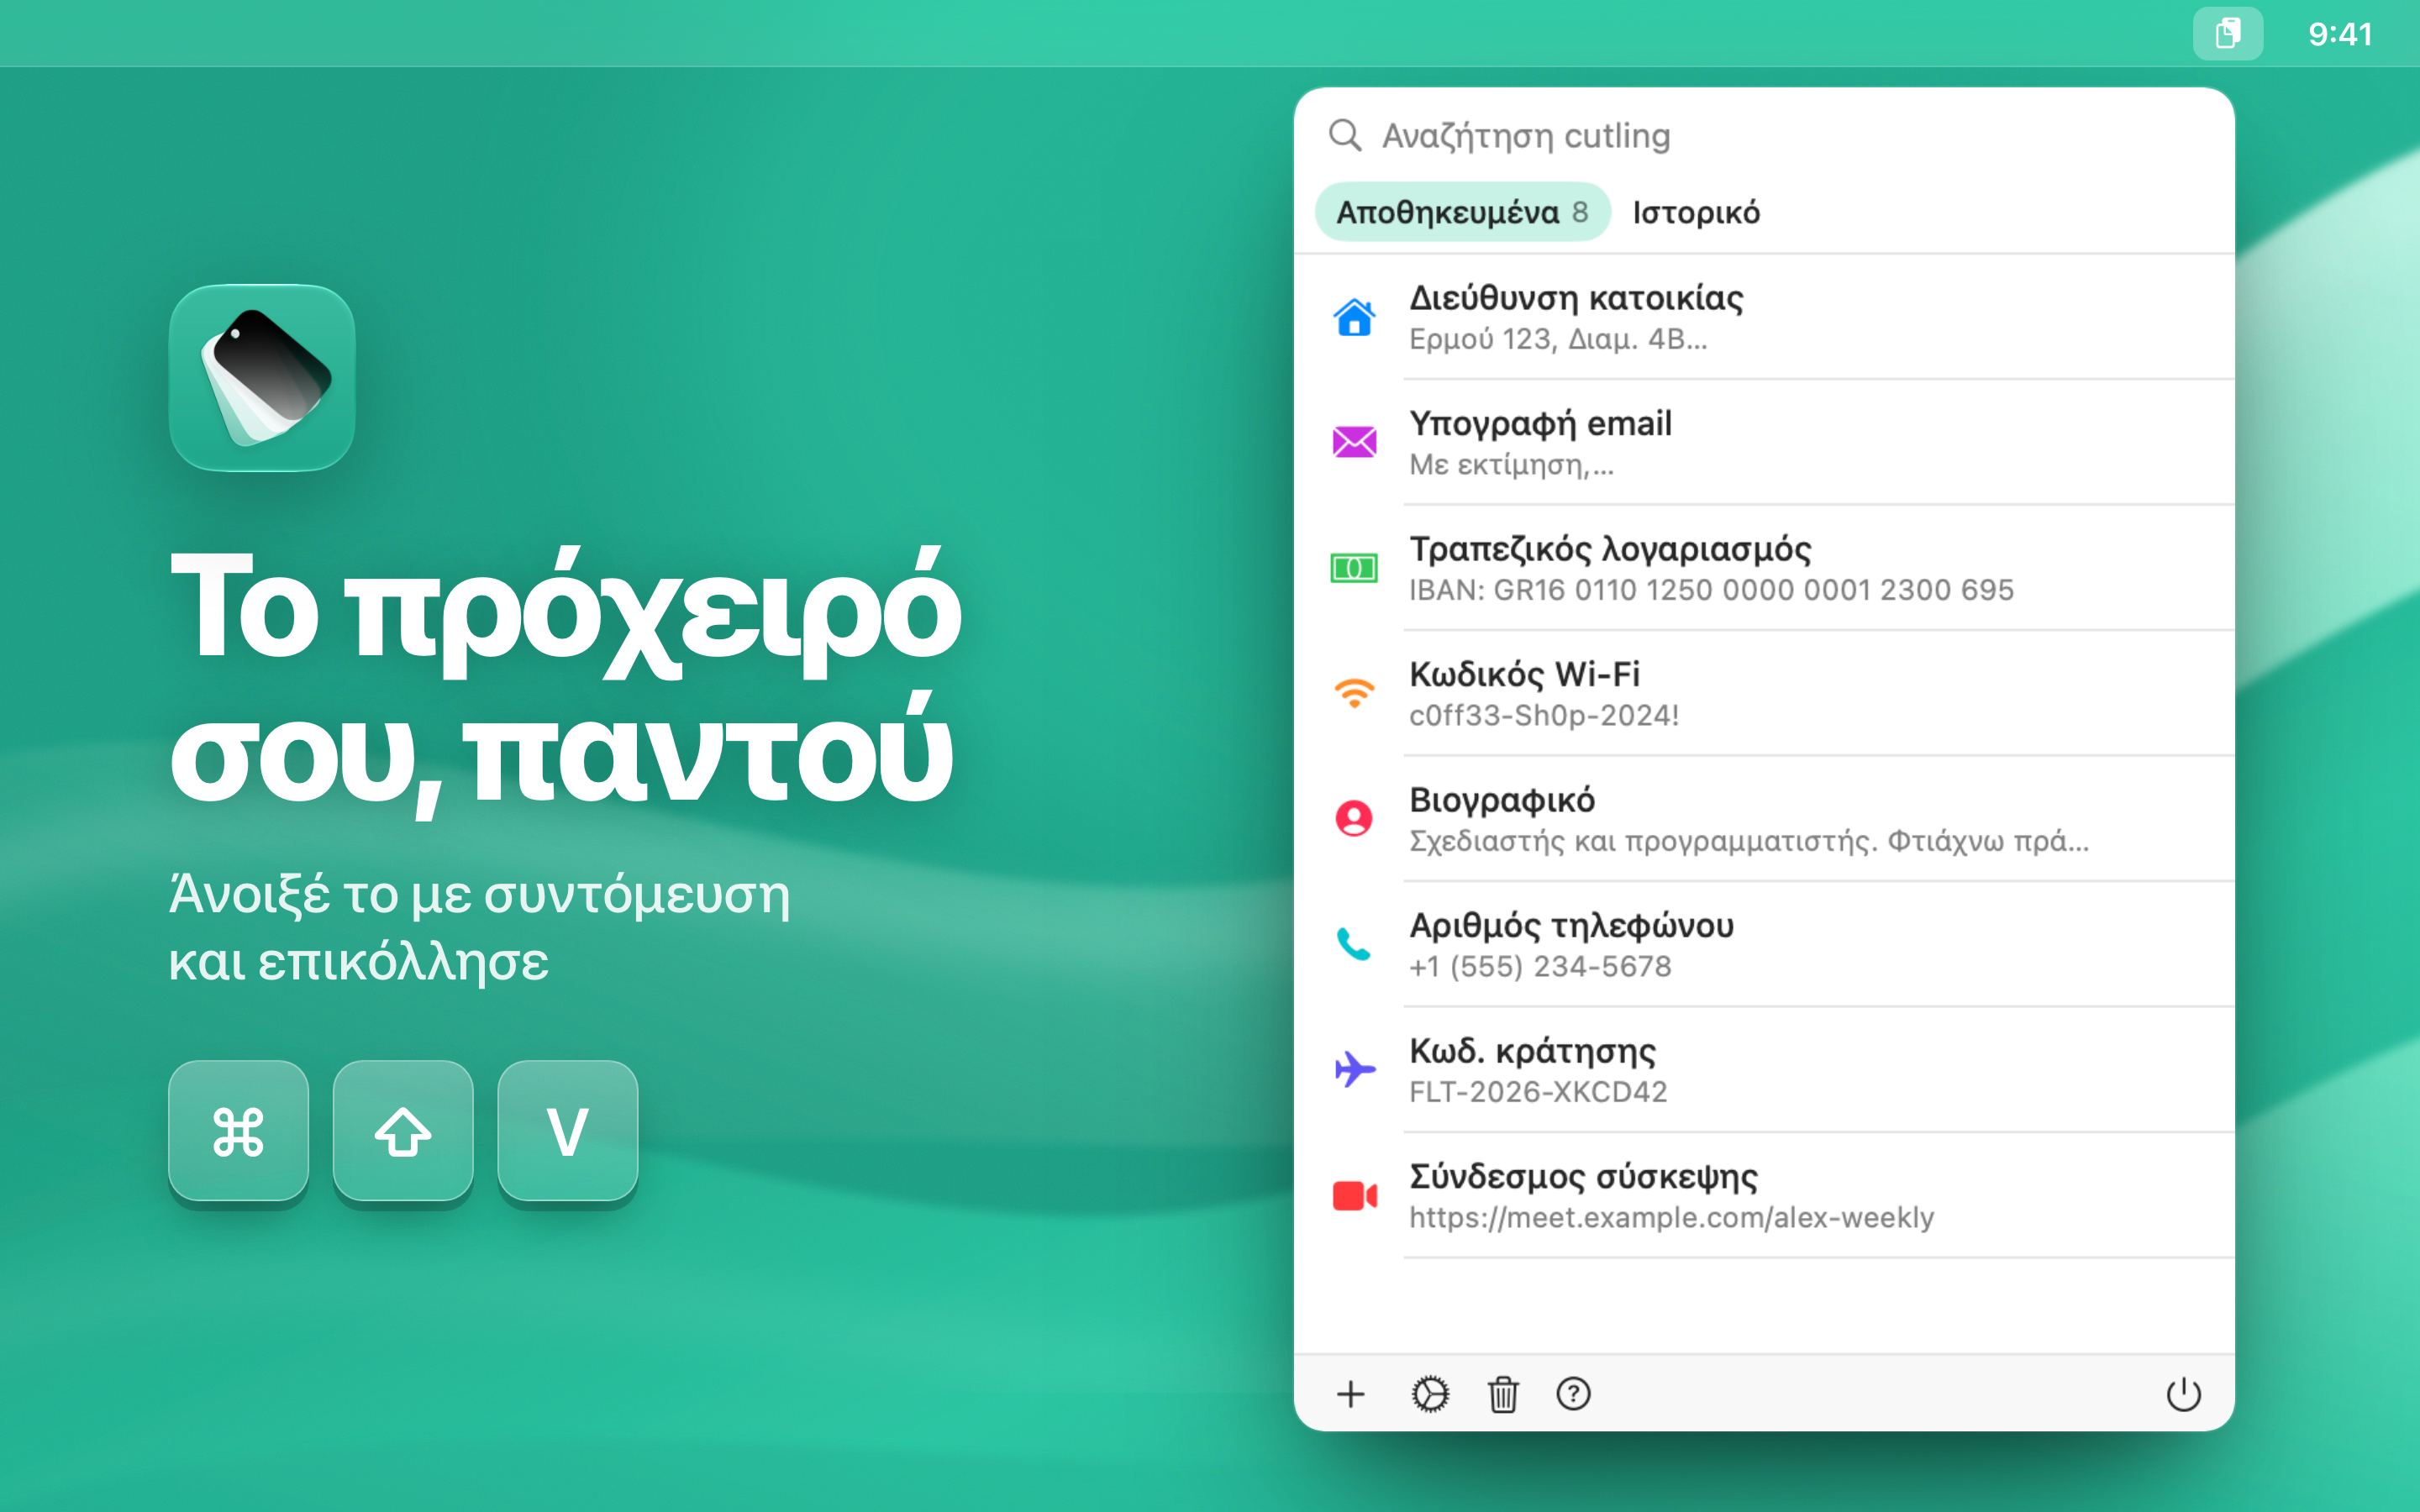 9:41
Το πρόχειρό
σου, παντού
Άνοιξέ το με συντόμευση
και επικόλλησε
⌘ ⇧ V
Αναζήτηση cutling
Αποθηκευμένα 8 Ιστορικό
Διεύθυνση κατοικίας
Ερμού 123, Διαμ. 4B...
Υπογραφή email
Με εκτίμηση,...
Τραπεζικός λογαριασμός
IBAN: GR16 0110 1250 0000 0001 2300 695
Κωδικός Wi-Fi
c0ff33-Sh0p-2024!
Βιογραφικό
Σχεδιαστής και προγραμματιστής. Φτιάχνω πρά...
Αριθμός τηλεφώνου
+1 (555) 234-5678
Κωδ. κράτησης
FLT-2026-XKCD42
Σύνδεσμος σύσκεψης
https://meet.example.com/alex-weekly